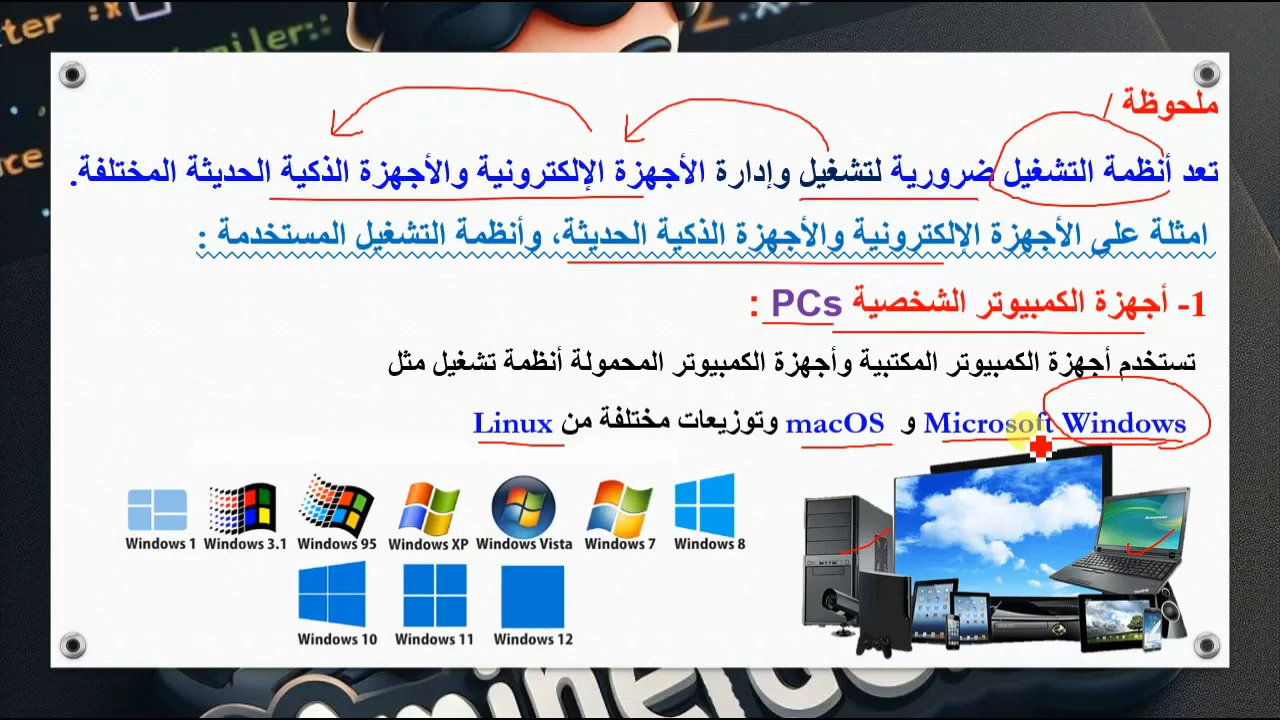 ملحوظة /
تعد أنظمة التشغيل ضرورية لتشغيل وإدارة الأجهزة الإلكترونية والأجهزة الذكية الحديثة المختلفة.
امثلة على الأجهزة الإلكترونية والأجهزة الذكية الحديثة، وأنظمة التشغيل المستخدمة :
1- أجهزة الكمبيوتر الشخصية PCs :
تستخدم أجهزة الكمبيوتر المكتبية وأجهزة الكمبيوتر المحمولة أنظمة تشغيل مثل
Microsoft Windows و macOS وتوزيعات مختلفة من Linux
Windows 1 Windows 3.1 Windows 95 Windows XP Windows Vista Windows 7 Windows 8
Windows 10 Windows 11 Windows 12